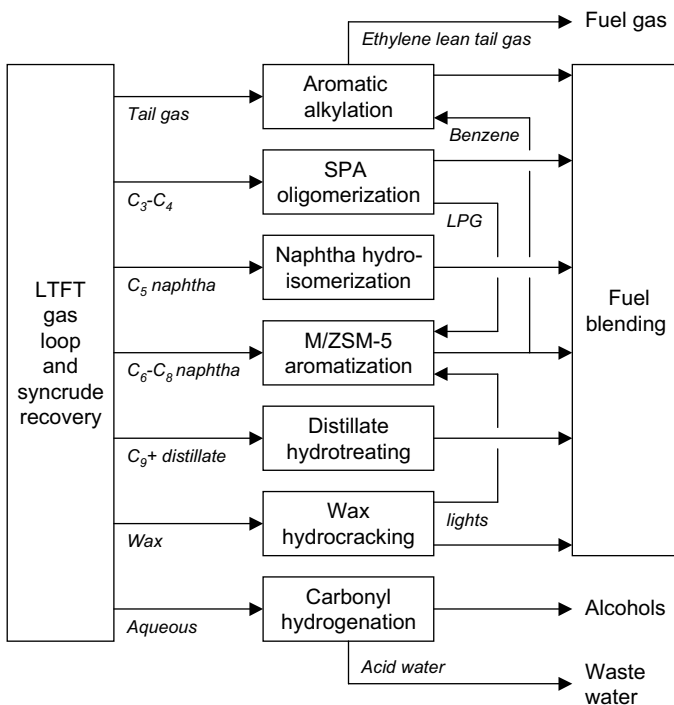 Fuel gas
Ethylene lean tail gas
Aromatic
alkylation
Tail gas
Benzene
SPA
oligomerization
C3-C4
LPG
Naphtha hydro-
isomerization
C5 naphtha
LTFT
gas
loop
and
syncrude
recovery
Fuel
blending
M/ZSM-5
aromatization
C6-C8 naphtha
Distillate
hydrotreating
C9+ distillate
Wax
hydrocracking
Wax
lights
Carbonyl
hydrogenation
Aqueous
Alcohols
Acid water
Waste
water